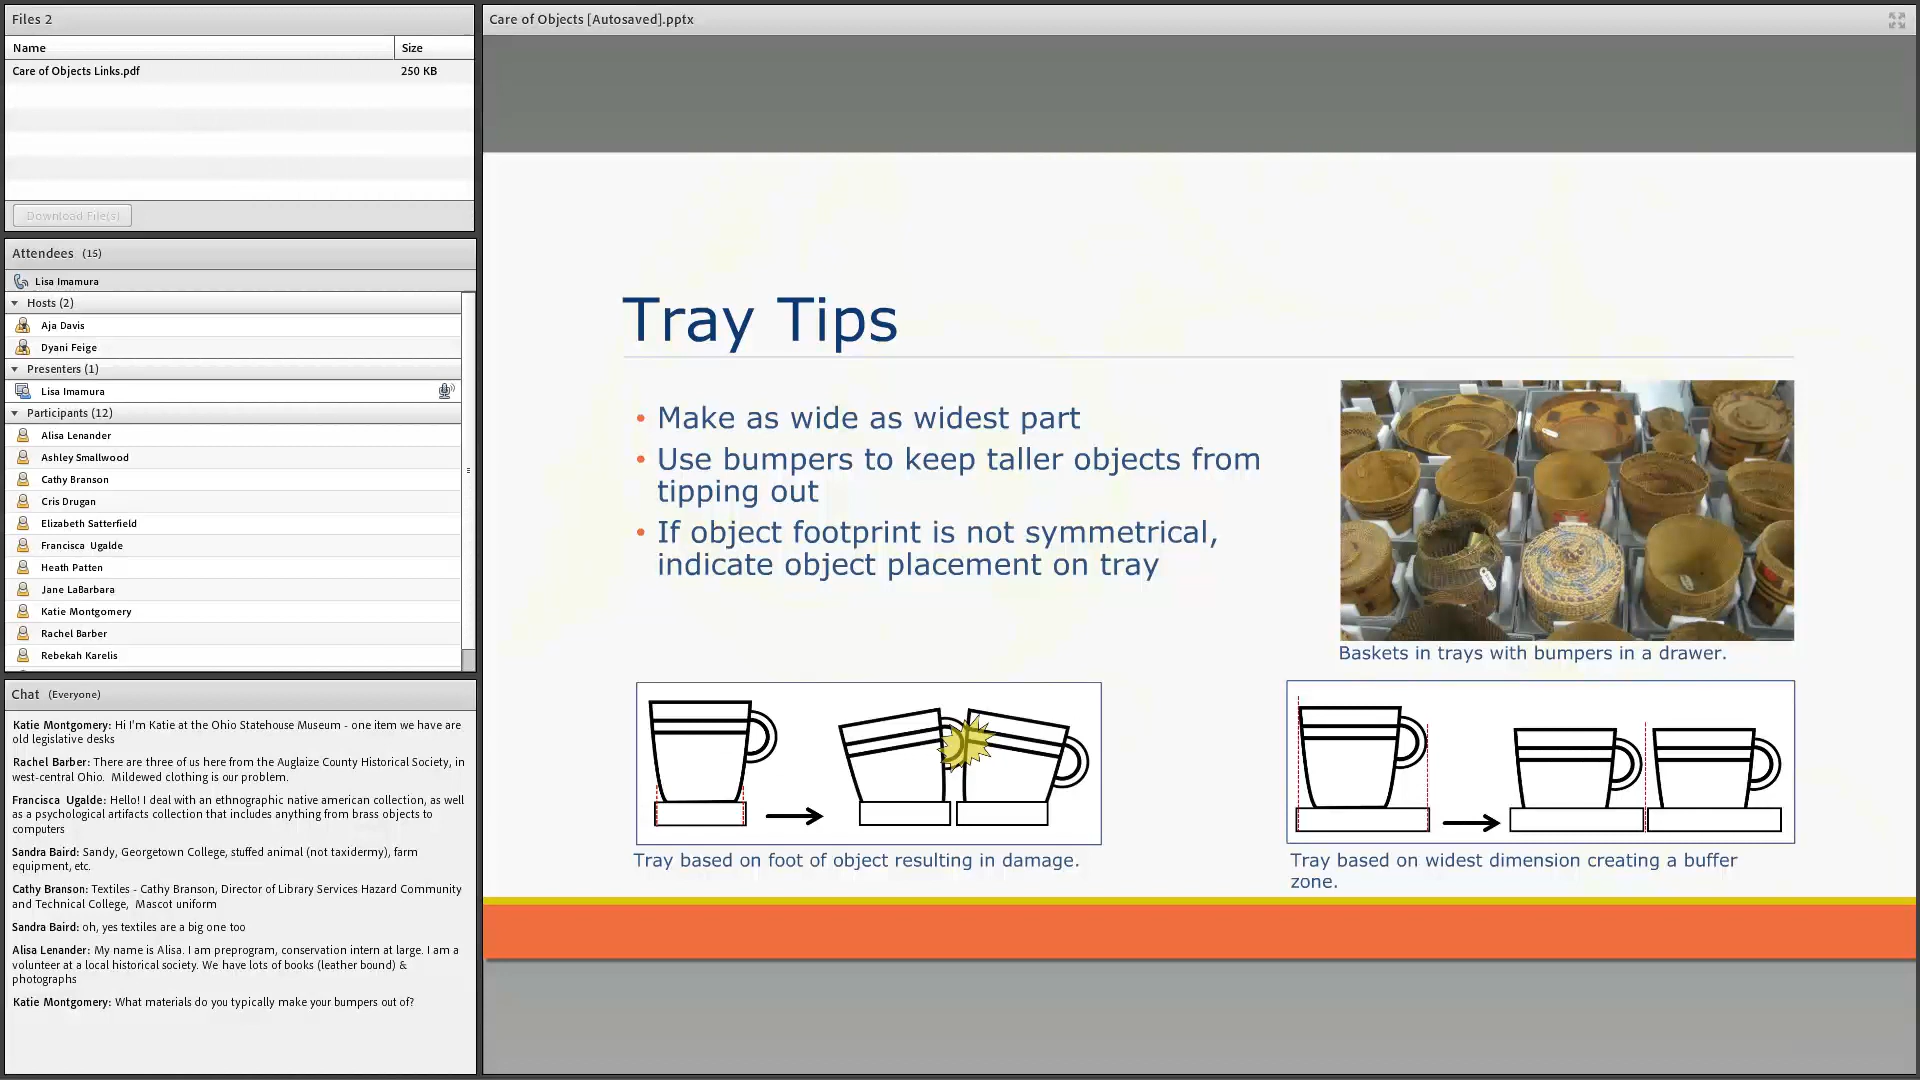 Files 2
Name Size
Care of Objects Links.pdf 250 KB
Download File(s)
Attendees (15)
Lisa Imamura
Hosts (2)
Aja Davis
Dyani Feige
Presenters (1)
Lisa Imamura
Participants (12)
Alisa Lenander
Ashley Smallwood
Cathy Branson
Cris Drugan
Elizabeth Satterfield
Francisca Ugalde
Heath Patten
Jane LaBarbara
Katie Montgomery
Rachel Barber
Rebekah Karelis
Chat (Everyone)
Katie Montgomery: Hi I'm Katie at the Ohio Statehouse Museum - one item we have are
old legislative desks
Rachel Barber: There are three of us here from the Auglaize County Historical Society, in
west-central Ohio. Mildewed clothing is our problem.
Francisca Ugalde: Hello! I deal with an ethnographic native american collection, as well
as a psychological artifacts collection that includes anything from brass objects to
computers
Sandra Baird: Sandy, Georgetown College, stuffed animal (not taxidermy), farm
equipment, etc.
Cathy Branson: Textiles - Cathy Branson, Director of Library Services Hazard Community
and Technical College, Mascot uniform
Sandra Baird: oh, yes textiles are a big one too
Alisa Lenander: My name is Alisa. I am preprogram, conservation intern at large. I am a
volunteer at a local historical society. We have lots of books (leather bound) &
photographs
Katie Montgomery: What materials do you typically make your bumpers out of?
Care of Objects [Autosaved].pptx
Tray Tips
• Make as wide as widest part
• Use bumpers to keep taller objects from
tipping out
• If object footprint is not symmetrical,
indicate object placement on tray
Baskets in trays with bumpers in a drawer.
Tray based on foot of object resulting in damage.
Tray based on widest dimension creating a buffer
zone.